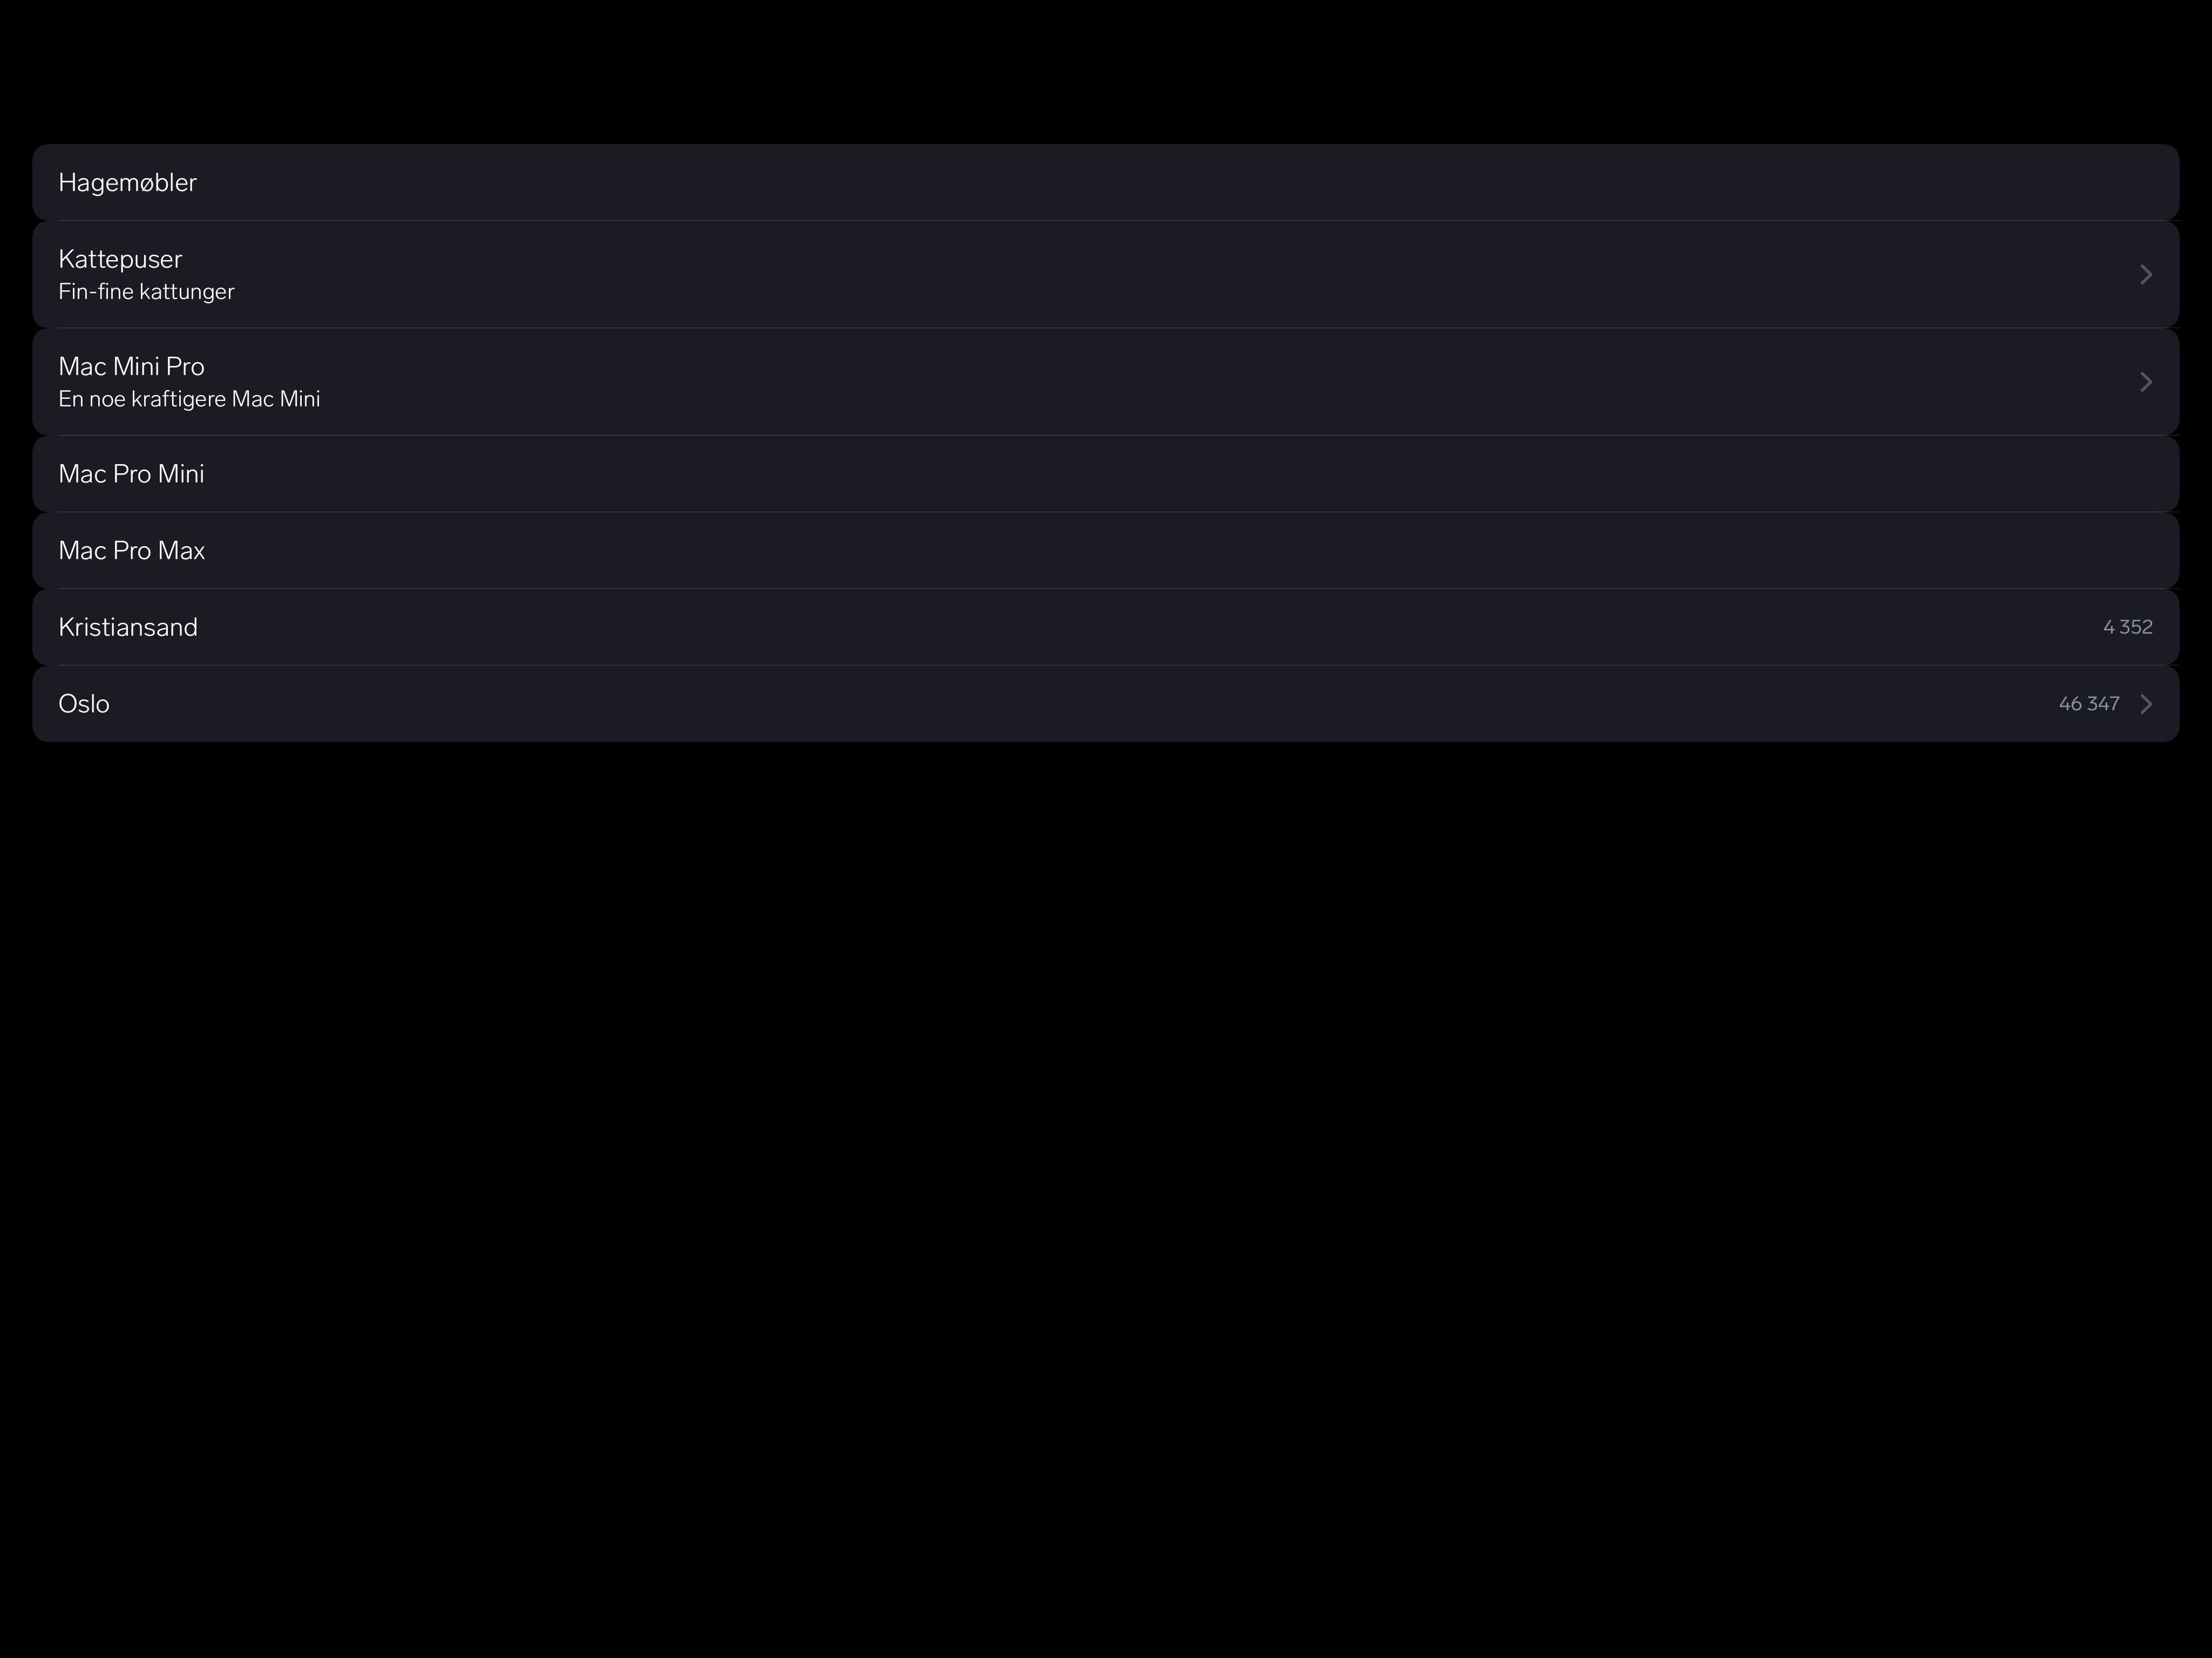 Hagemøbler
Kattepuser
Fin-fine kattunger
Mac Mini Pro
En noe kraftigere Mac Mini
Mac Pro Mini
Mac Pro Max
Kristiansand 4 352
Oslo 46 347